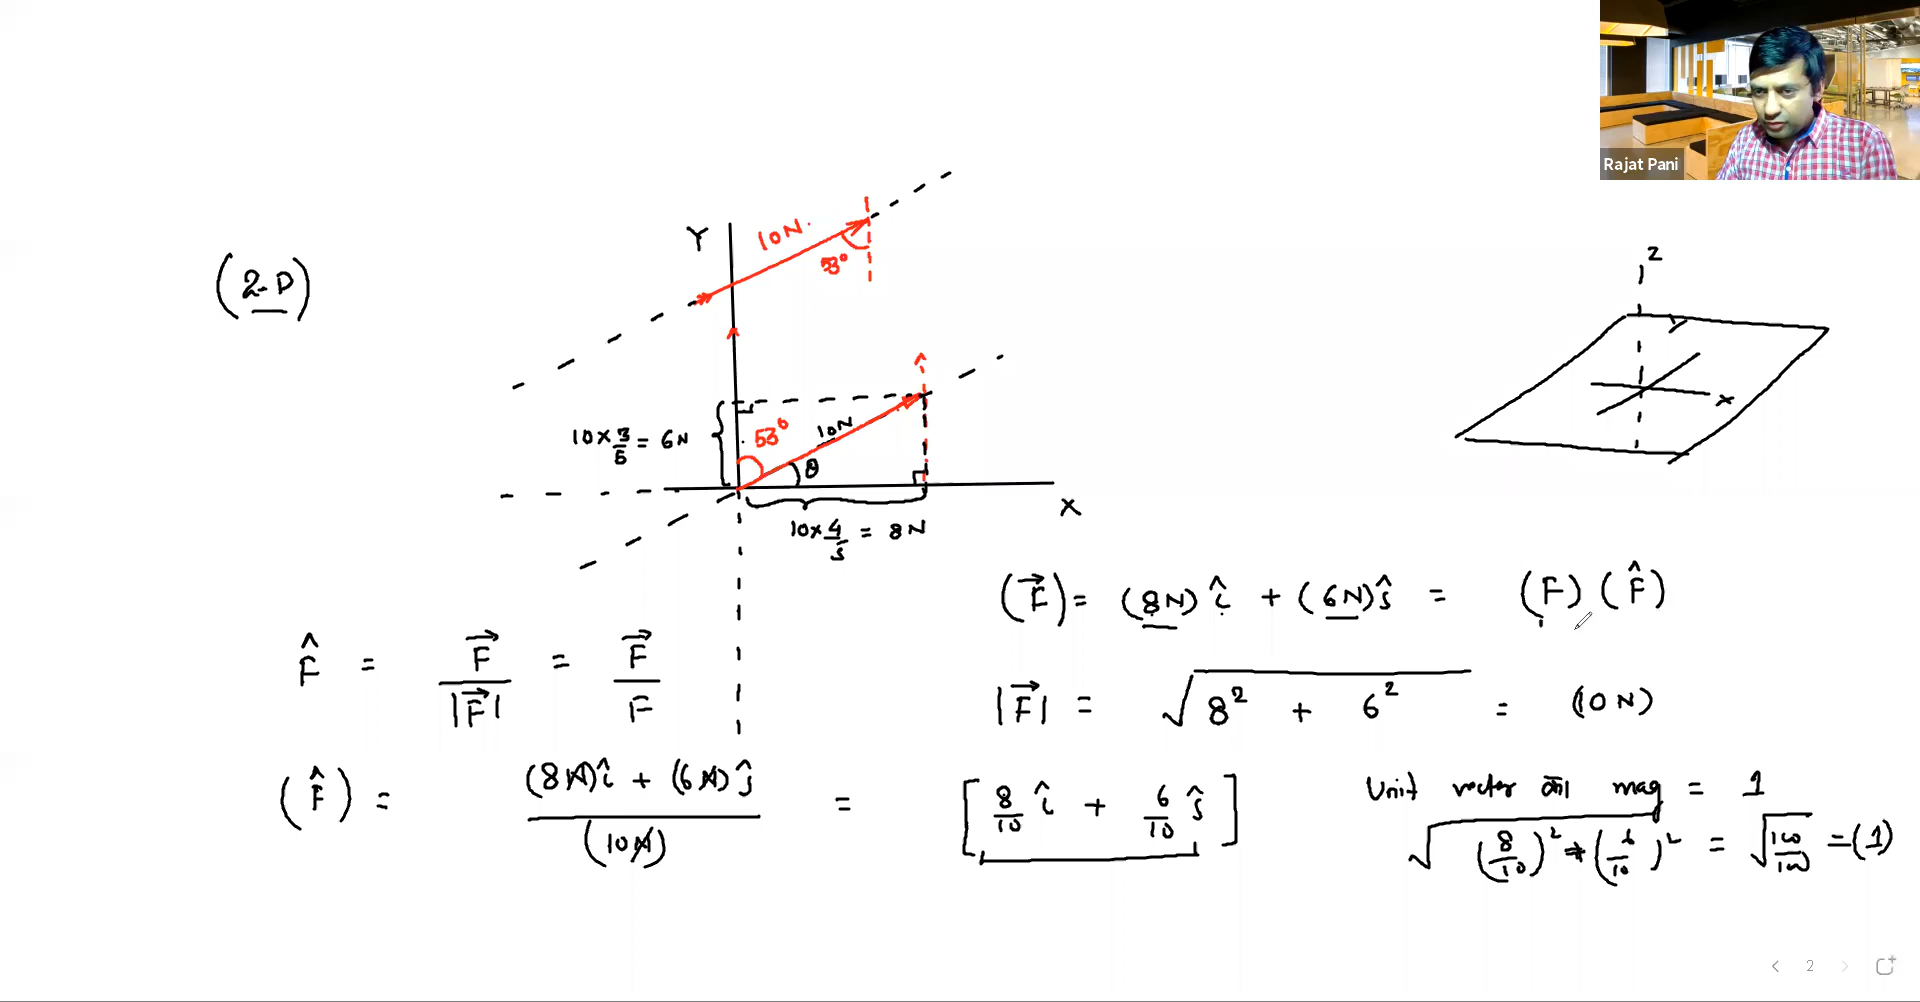 Rajat Pani
(2-D)
Y
10N.
53°
Z
Y
X
10×3/5 = 6N
53°
10N
θ
X
10×4/5 = 8N
(F⃗) = (8N)î + (6N)ĵ = (F)(F̂)
F̂ = F⃗/|F⃗| = F⃗/F
|F⃗| = √(8² + 6²) = (10N)
(F̂) = ((8N)î + (6N)ĵ)/(10N) = [8/10 î + 6/10 ĵ]
Unit vector का mag = 1
√((8/10)² + (6/10)²) = √(100/100) = (1)
2